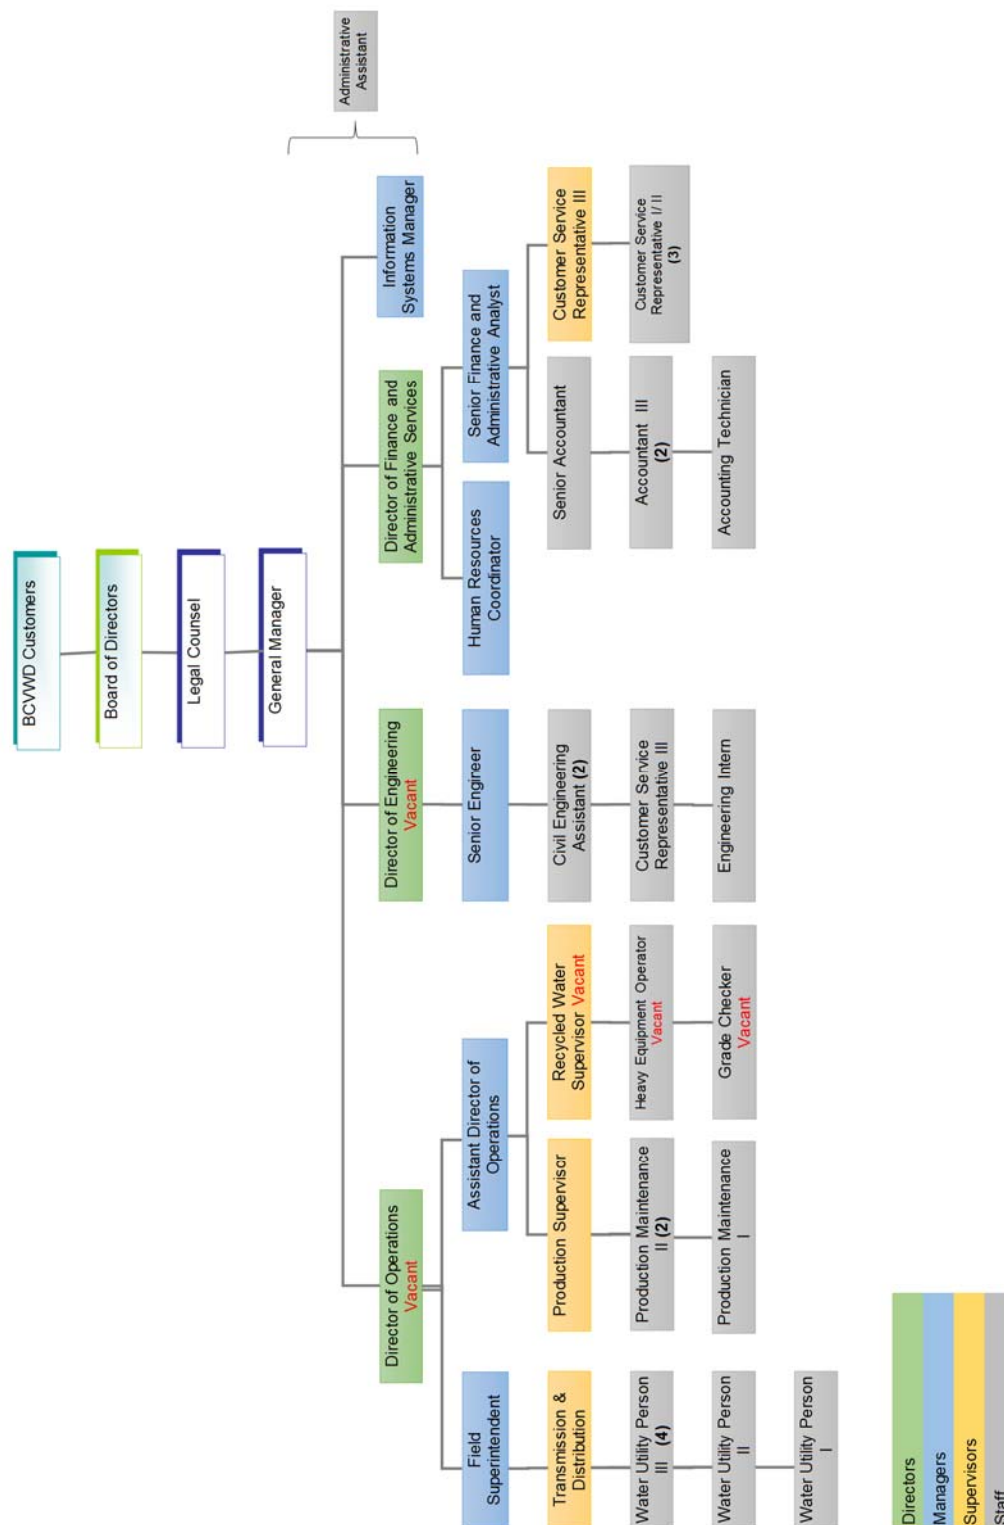 BCVWD Customers
Board of Directors
Legal Counsel
General Manager
Administrative
Assistant
Director of Operations
Vacant
Director of Engineering
Vacant
Director of Finance and
Administrative Services
Information
Systems Manager
Field
Superintendent
Assistant Director of
Operations
Senior Engineer
Human Resources
Coordinator
Senior Finance and
Administrative Analyst
Transmission &
Distribution
Production Supervisor
Recycled Water
Supervisor Vacant
Civil Engineering
Assistant (2)
Senior Accountant
Customer Service
Representative III
Water Utility Person
III (4)
Production Maintenance
II (2)
Heavy Equipment Operator
Vacant
Customer Service
Representative III
Accountant III
(2)
Customer Service
Representative I/ II
(3)
Water Utility Person
II
Production Maintenance
I
Grade Checker
Vacant
Engineering Intern
Accounting Technician
Water Utility Person
I
Directors
Managers
Supervisors
Staff